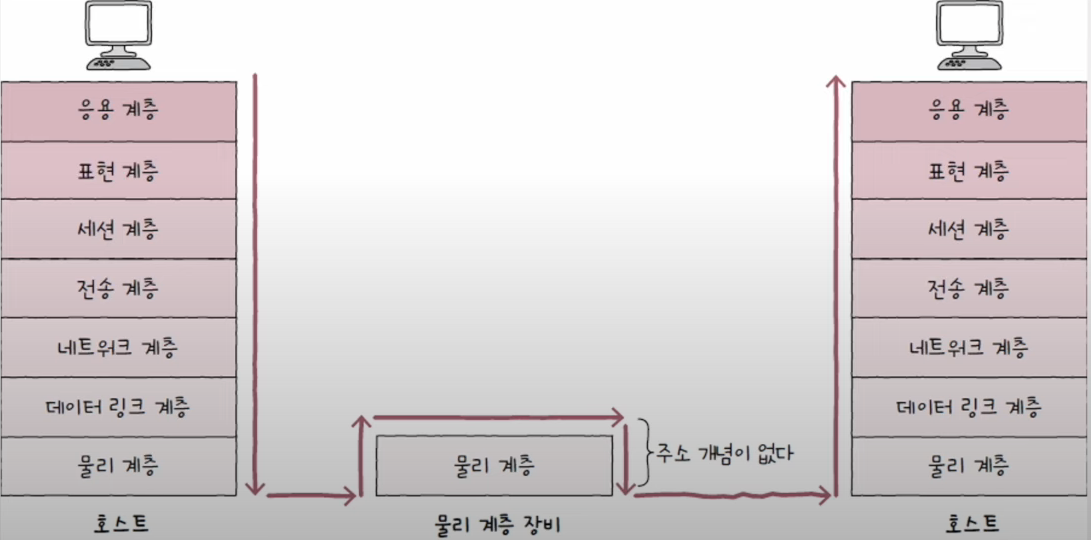 응용 계층
표현 계층
세션 계층
전송 계층
네트워크 계층
데이터 링크 계층
물리 계층
호스트
물리 계층
주소 개념이 없다
물리 계층 장비
응용 계층
표현 계층
세션 계층
전송 계층
네트워크 계층
데이터 링크 계층
물리 계층
호스트